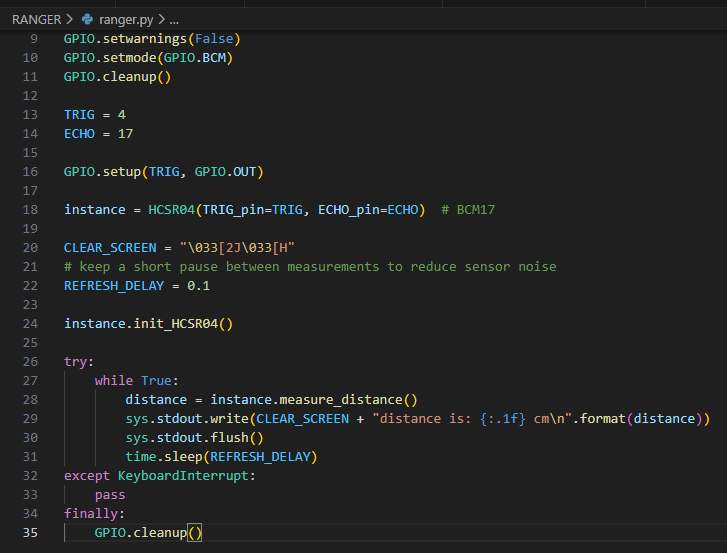 RANGER > ranger.py > ...
9 GPIO.setwarnings(False)
10 GPIO.setmode(GPIO.BCM)
11 GPIO.cleanup()
12
13 TRIG = 4
14 ECHO = 17
15
16 GPIO.setup(TRIG, GPIO.OUT)
17
18 instance = HCSR04(TRIG_pin=TRIG, ECHO_pin=ECHO)  # BCM17
19
20 CLEAR_SCREEN = "\033[2J\033[H"
21 # keep a short pause between measurements to reduce sensor noise
22 REFRESH_DELAY = 0.1
23
24 instance.init_HCSR04()
25
26 try:
27     while True:
28         distance = instance.measure_distance()
29         sys.stdout.write(CLEAR_SCREEN + "distance is: {:.1f} cm\n".format(distance))
30         sys.stdout.flush()
31         time.sleep(REFRESH_DELAY)
32 except KeyboardInterrupt:
33     pass
34 finally:
35     GPIO.cleanup()